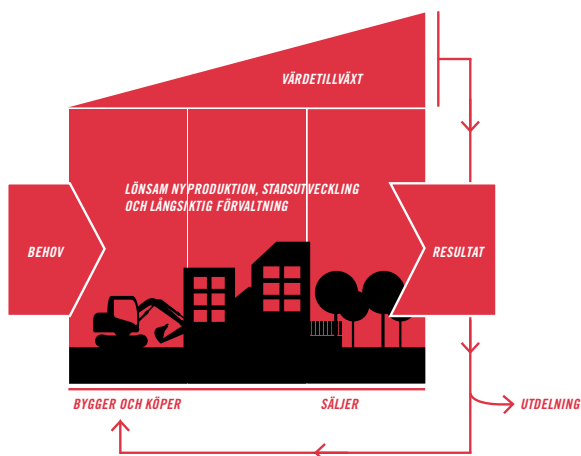 VÄRDETILLVÄXT
LÖNSAM NYPRODUKTION, STADSUTVECKLING
OCH LÅNGSIKTIG FÖRVALTNING
BEHOV
RESULTAT
BYGGER OCH KÖPER
SÄLJER
UTDELNING